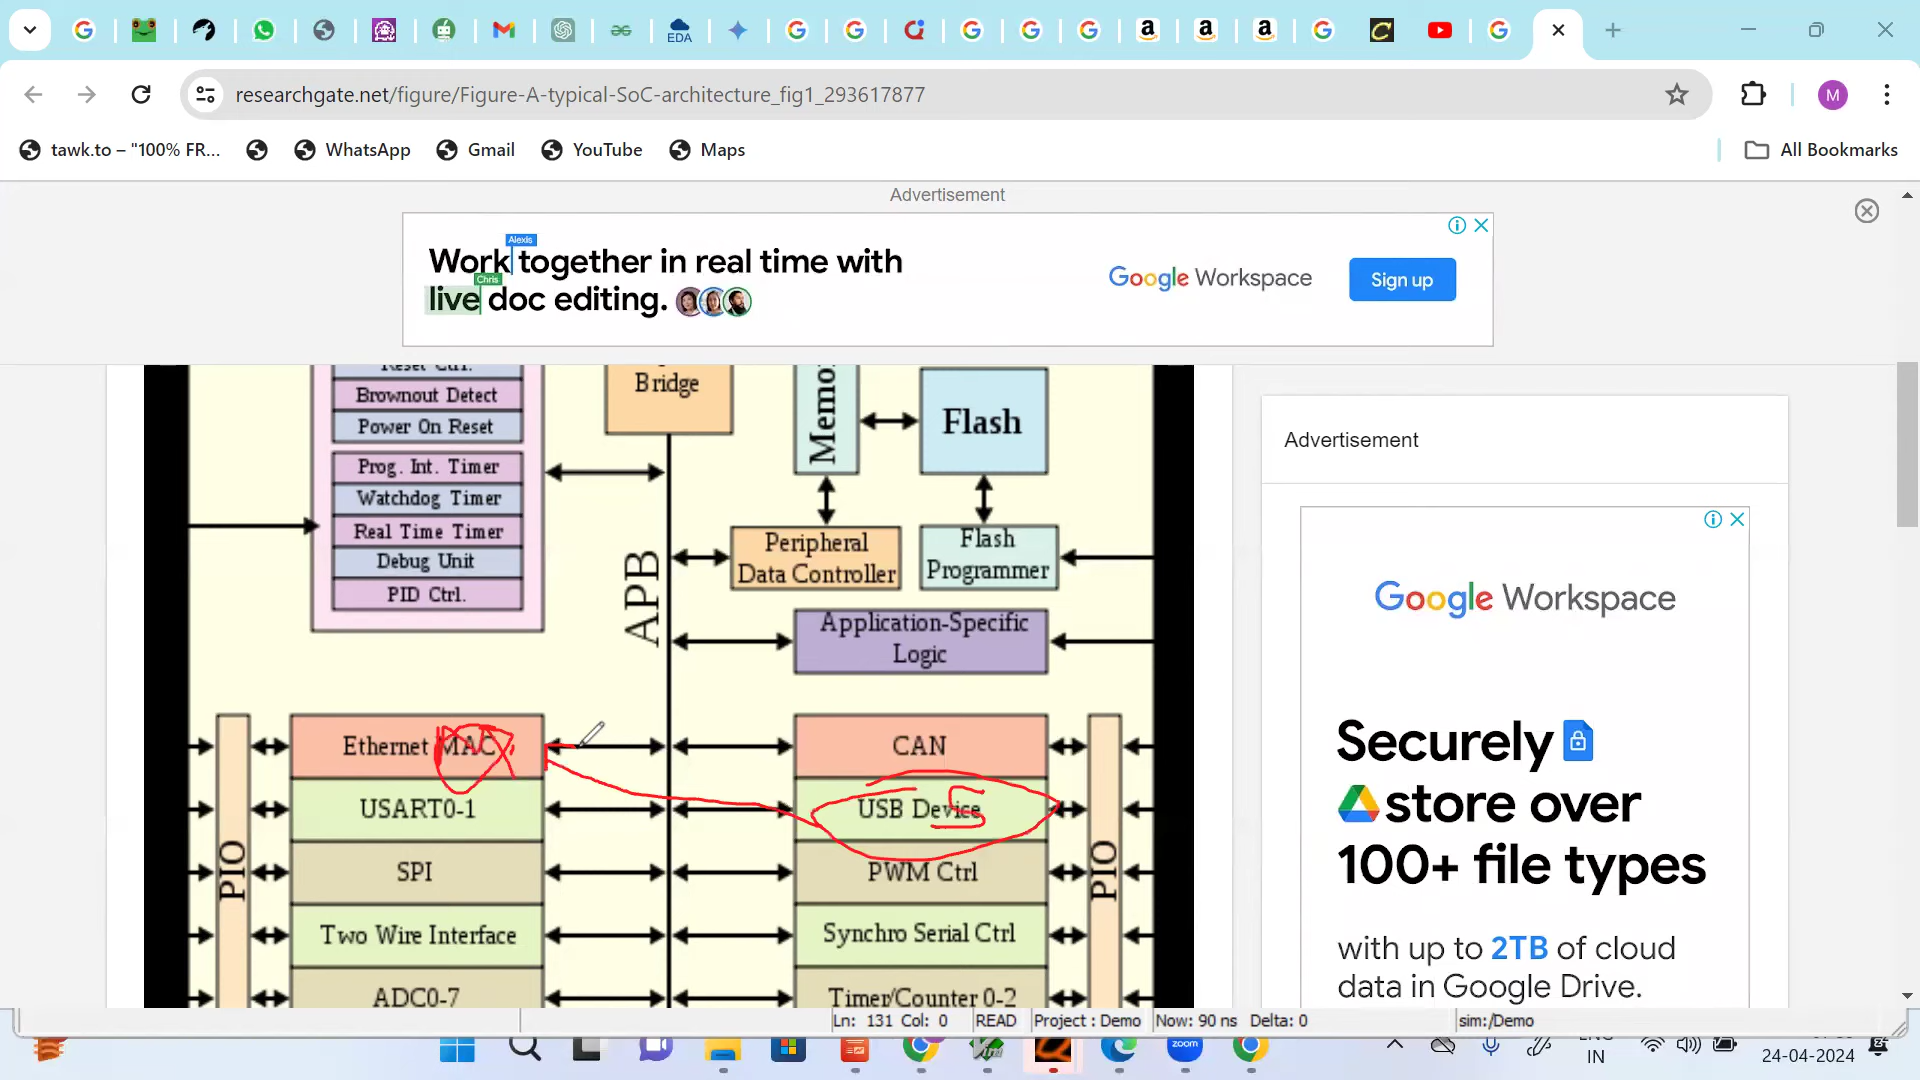 EDA
researchgate.net/figure/Figure-A-typical-SoC-architecture_fig1_293617877
M
tawk.to – "100% FR...
WhatsApp
Gmail
YouTube
Maps
All Bookmarks
Advertisement
Alexis
Work together in real time with
Chris
live doc editing.
Google Workspace
Sign up
Brownout Detect
Power On Reset
Prog. Int. Timer
Watchdog Timer
Real Time Timer
Debug Unit
PID Ctrl.
Bridge
APB
Flash
Peripheral
Data Controller
Flash
Programmer
Application-Specific
Logic
PIO
Ethernet MAC
USART0-1
SPI
Two Wire Interface
ADC0-7
CAN
USB Device
PWM Ctrl
Synchro Serial Ctrl
Timer/Counter 0-2
PIO
Advertisement
Google Workspace
Securely
store over
100+ file types
with up to 2TB of cloud
data in Google Drive.
Ln: 131 Col: 0
READ
Project : Demo
Now: 90 ns Delta: 0
sim:/Demo
zoom
IN
24-04-2024